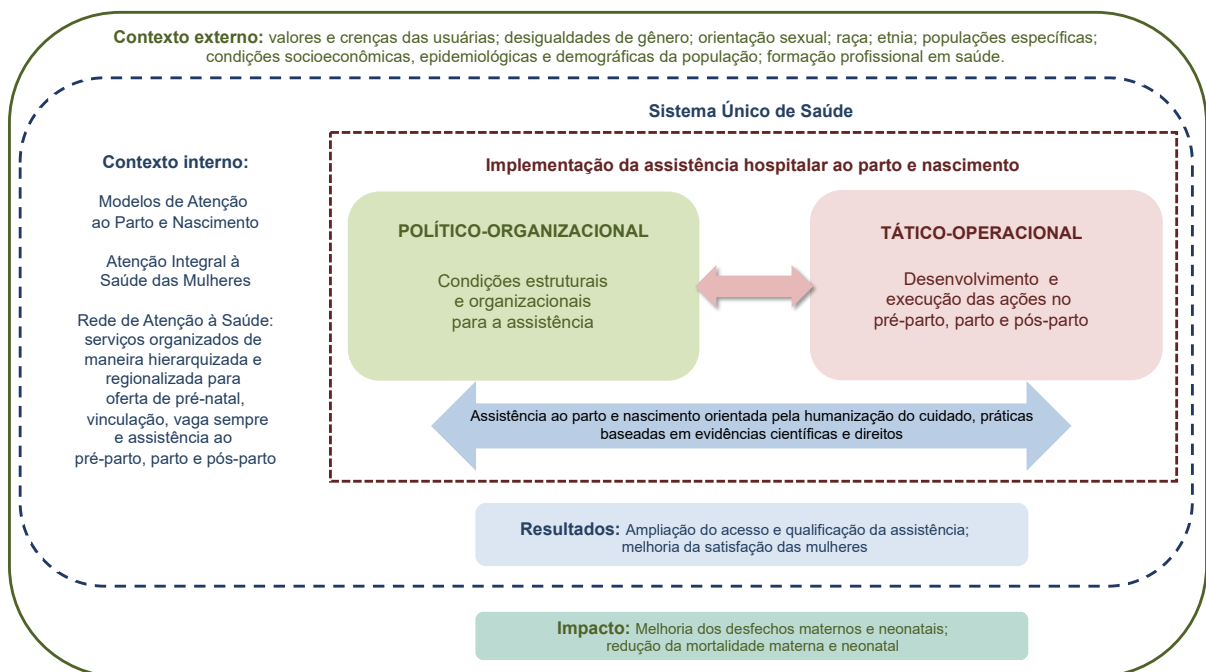 Contexto externo: valores e crenças das usuárias; desigualdades de gênero; orientação sexual; raça; etnia; populações específicas;
condições socioeconômicas, epidemiológicas e demográficas da população; formação profissional em saúde.
Sistema Único de Saúde
Contexto interno:
Modelos de Atenção
ao Parto e Nascimento
Atenção Integral à
Saúde das Mulheres
Rede de Atenção à Saúde:
serviços organizados de
maneira hierarquizada e
regionalizada para
oferta de pré-natal,
vinculação, vaga sempre
e assistência ao
pré-parto, parto e pós-parto
Implementação da assistência hospitalar ao parto e nascimento
POLÍTICO-ORGANIZACIONAL
Condições estruturais
e organizacionais
para a assistência
TÁTICO-OPERACIONAL
Desenvolvimento e
execução das ações no
pré-parto, parto e pós-parto
Assistência ao parto e nascimento orientada pela humanização do cuidado, práticas
baseadas em evidências científicas e direitos
Resultados: Ampliação do acesso e qualificação da assistência;
melhoria da satisfação das mulheres
Impacto: Melhoria dos desfechos maternos e neonatais;
redução da mortalidade materna e neonatal